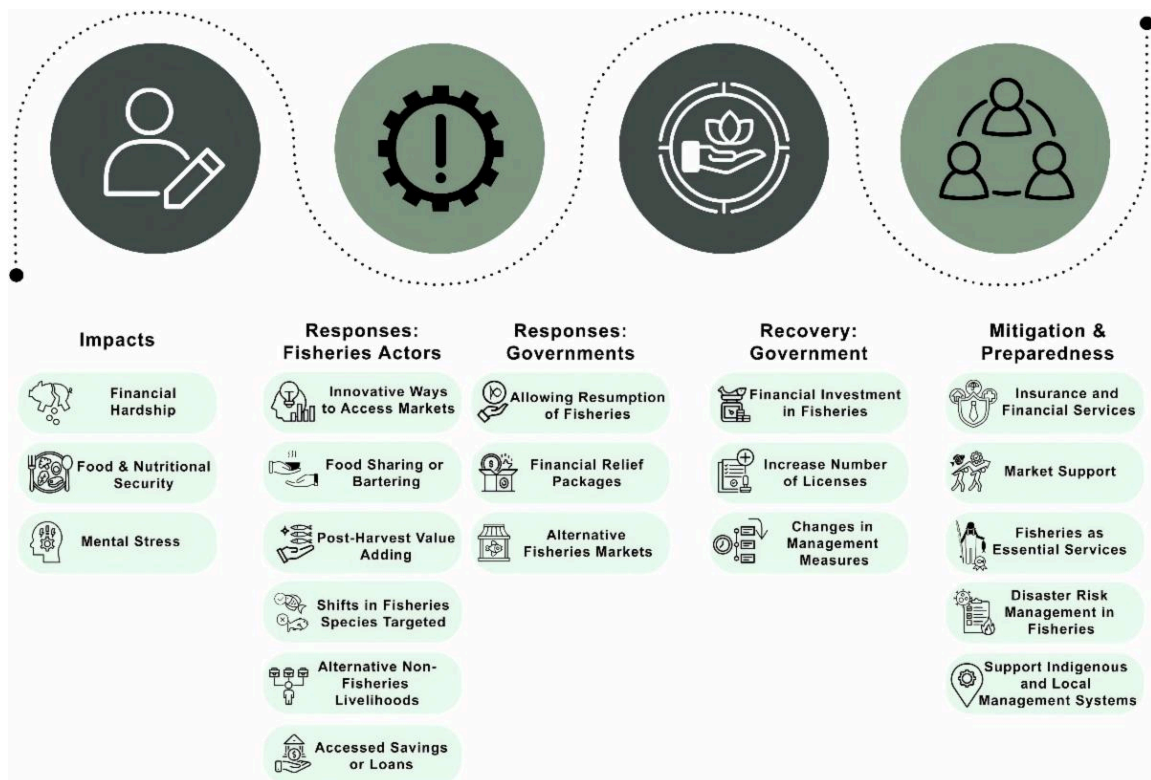 Impacts
Financial
Hardship
Food & Nutritional
Security
Mental Stress
Responses:
Fisheries Actors
Innovative Ways
to Access Markets
Food Sharing or
Bartering
Post-Harvest Value
Adding
Shifts in Fisheries
Species Targeted
Alternative Non-
Fisheries
Livelihoods
Accessed Savings
or Loans
Responses:
Governments
Allowing Resumption
of Fisheries
Financial Relief
Packages
Alternative
Fisheries Markets
Recovery:
Government
Financial Investment
in Fisheries
Increase Number
of Licenses
Changes in
Management
Measures
Mitigation &
Preparedness
Insurance and
Financial Services
Market Support
Fisheries as
Essential Services
Disaster Risk
Management in
Fisheries
Support Indigenous
and Local
Management Systems